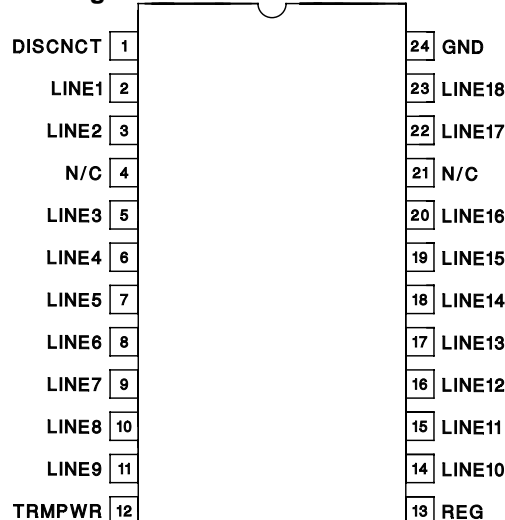 DISCNCT 1 24 GND
LINE1 2 23 LINE18
LINE2 3 22 LINE17
N/C 4 21 N/C
LINE3 5 20 LINE16
LINE4 6 19 LINE15
LINE5 7 18 LINE14
LINE6 8 17 LINE13
LINE7 9 16 LINE12
LINE8 10 15 LINE11
LINE9 11 14 LINE10
TRMPWR 12 13 REG